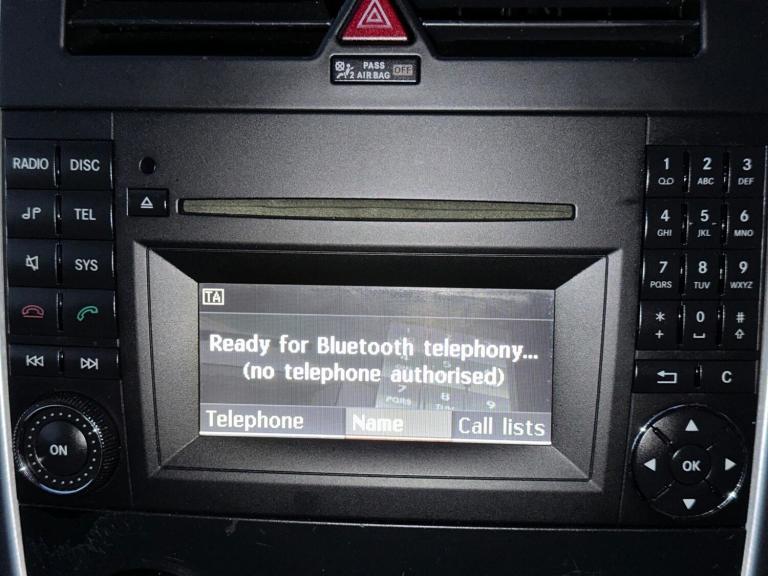 PASS
2 AIR BAG OFF
RADIO DISC
TEL
SYS
ON
1 2 ABC 3 DEF
4 GHI 5 JKL 6 MNO
7 PQRS 8 TUV 9 WXYZ
* + 0 #
C
OK
TA
Ready for Bluetooth telephony...
(no telephone authorised)
Telephone Name Call lists